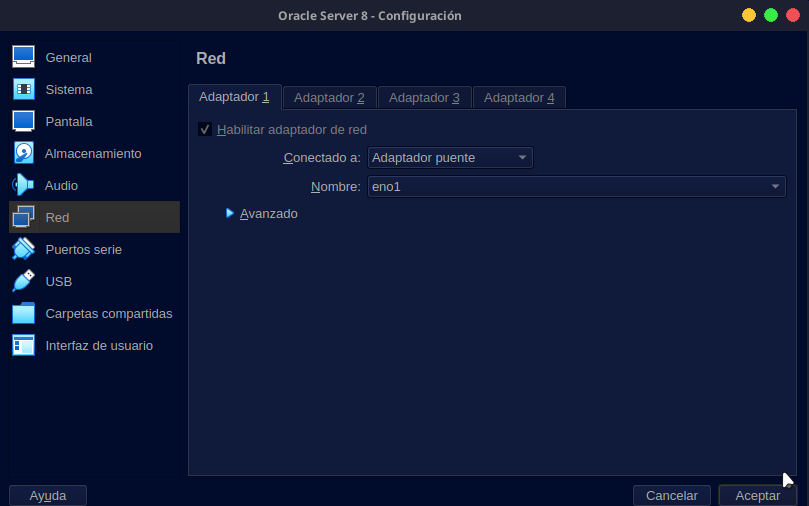 Oracle Server 8 - Configuración
General
Sistema
Pantalla
Almacenamiento
Audio
Red
Puertos serie
USB
Carpetas compartidas
Interfaz de usuario
Red
Adaptador 1 Adaptador 2 Adaptador 3 Adaptador 4
Habilitar adaptador de red
Conectado a: Adaptador puente
Nombre: eno1
Avanzado
Ayuda Cancelar Aceptar